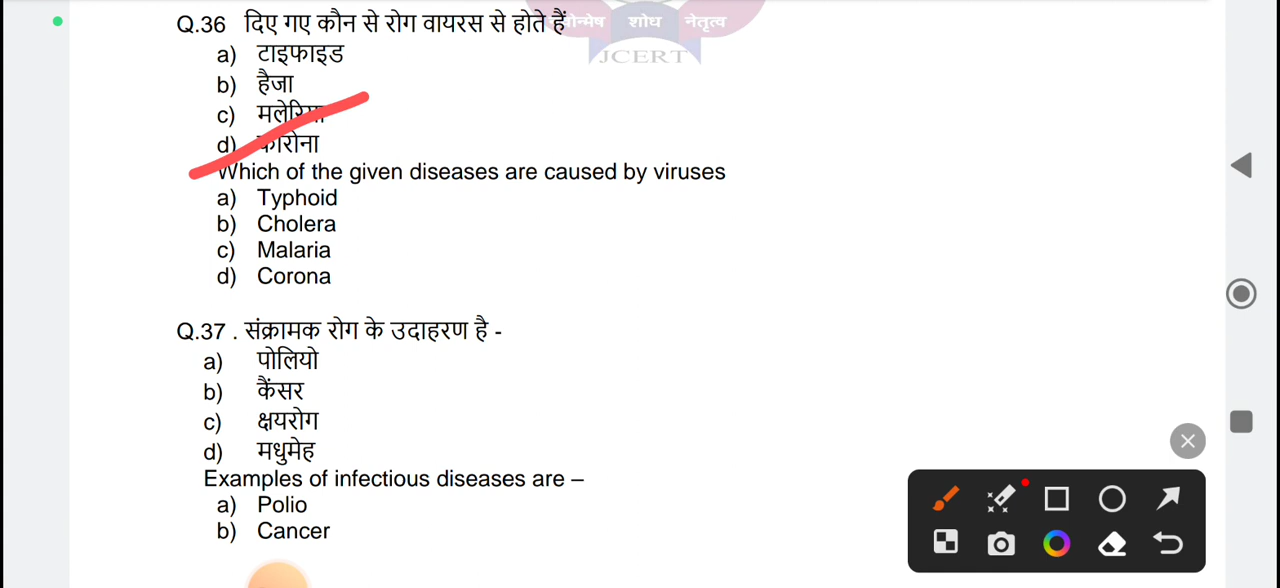 Q.36 दिए गए कौन से रोग वायरस से होते हैं
शोध नेतृत्व
JCERT
a) टाइफाइड
b) हैजा
c) मलेरिया
d) कोरोना
Which of the given diseases are caused by viruses
a) Typhoid
b) Cholera
c) Malaria
d) Corona
Q.37 . संक्रामक रोग के उदाहरण है -
a) पोलियो
b) कैंसर
c) क्षयरोग
d) मधुमेह
Examples of infectious diseases are –
a) Polio
b) Cancer